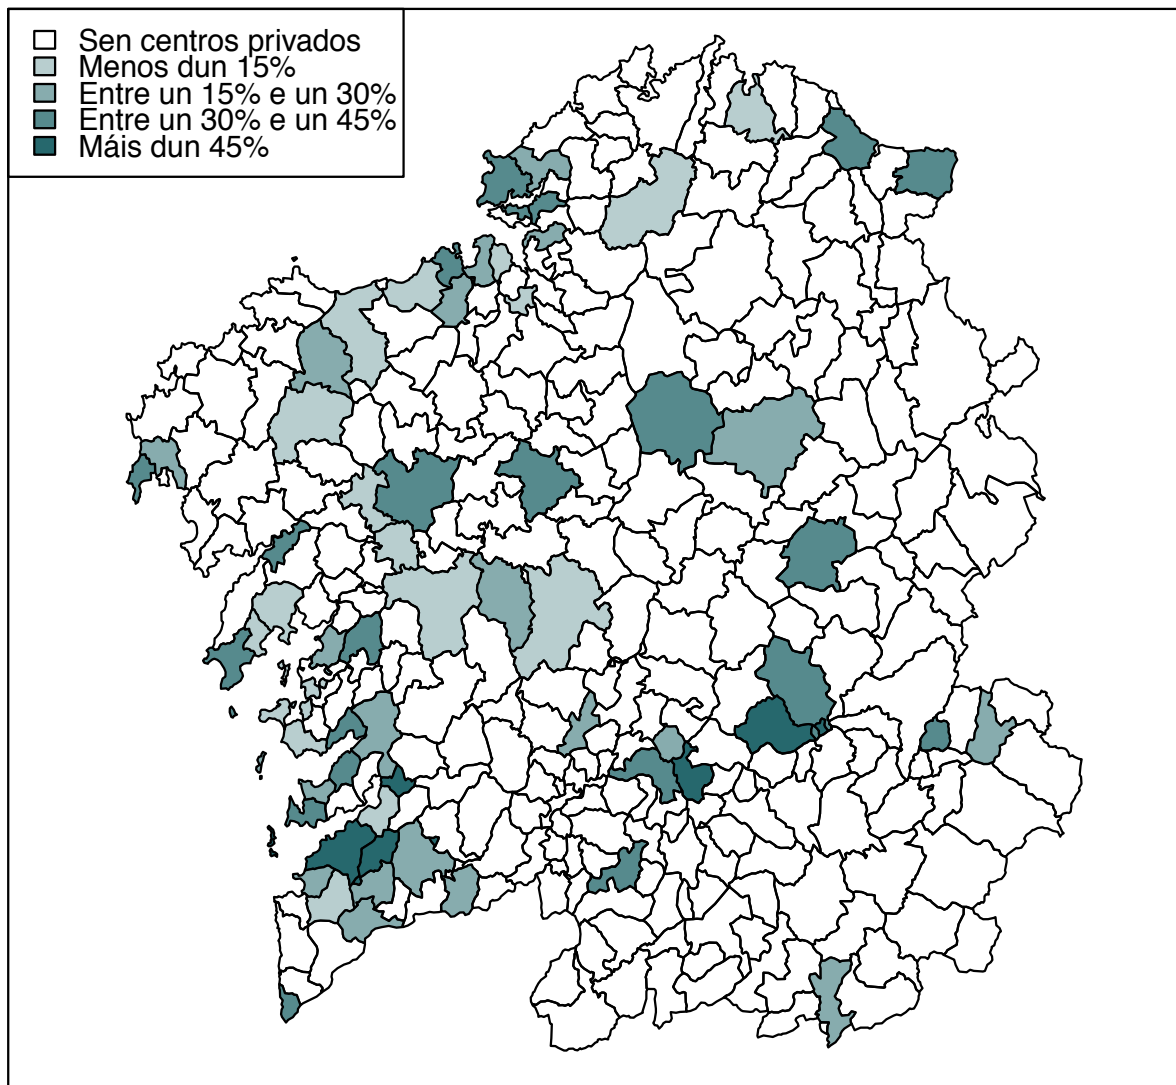 Sen centros privados
Menos dun 15%
Entre un 15% e un 30%
Entre un 30% e un 45%
Máis dun 45%